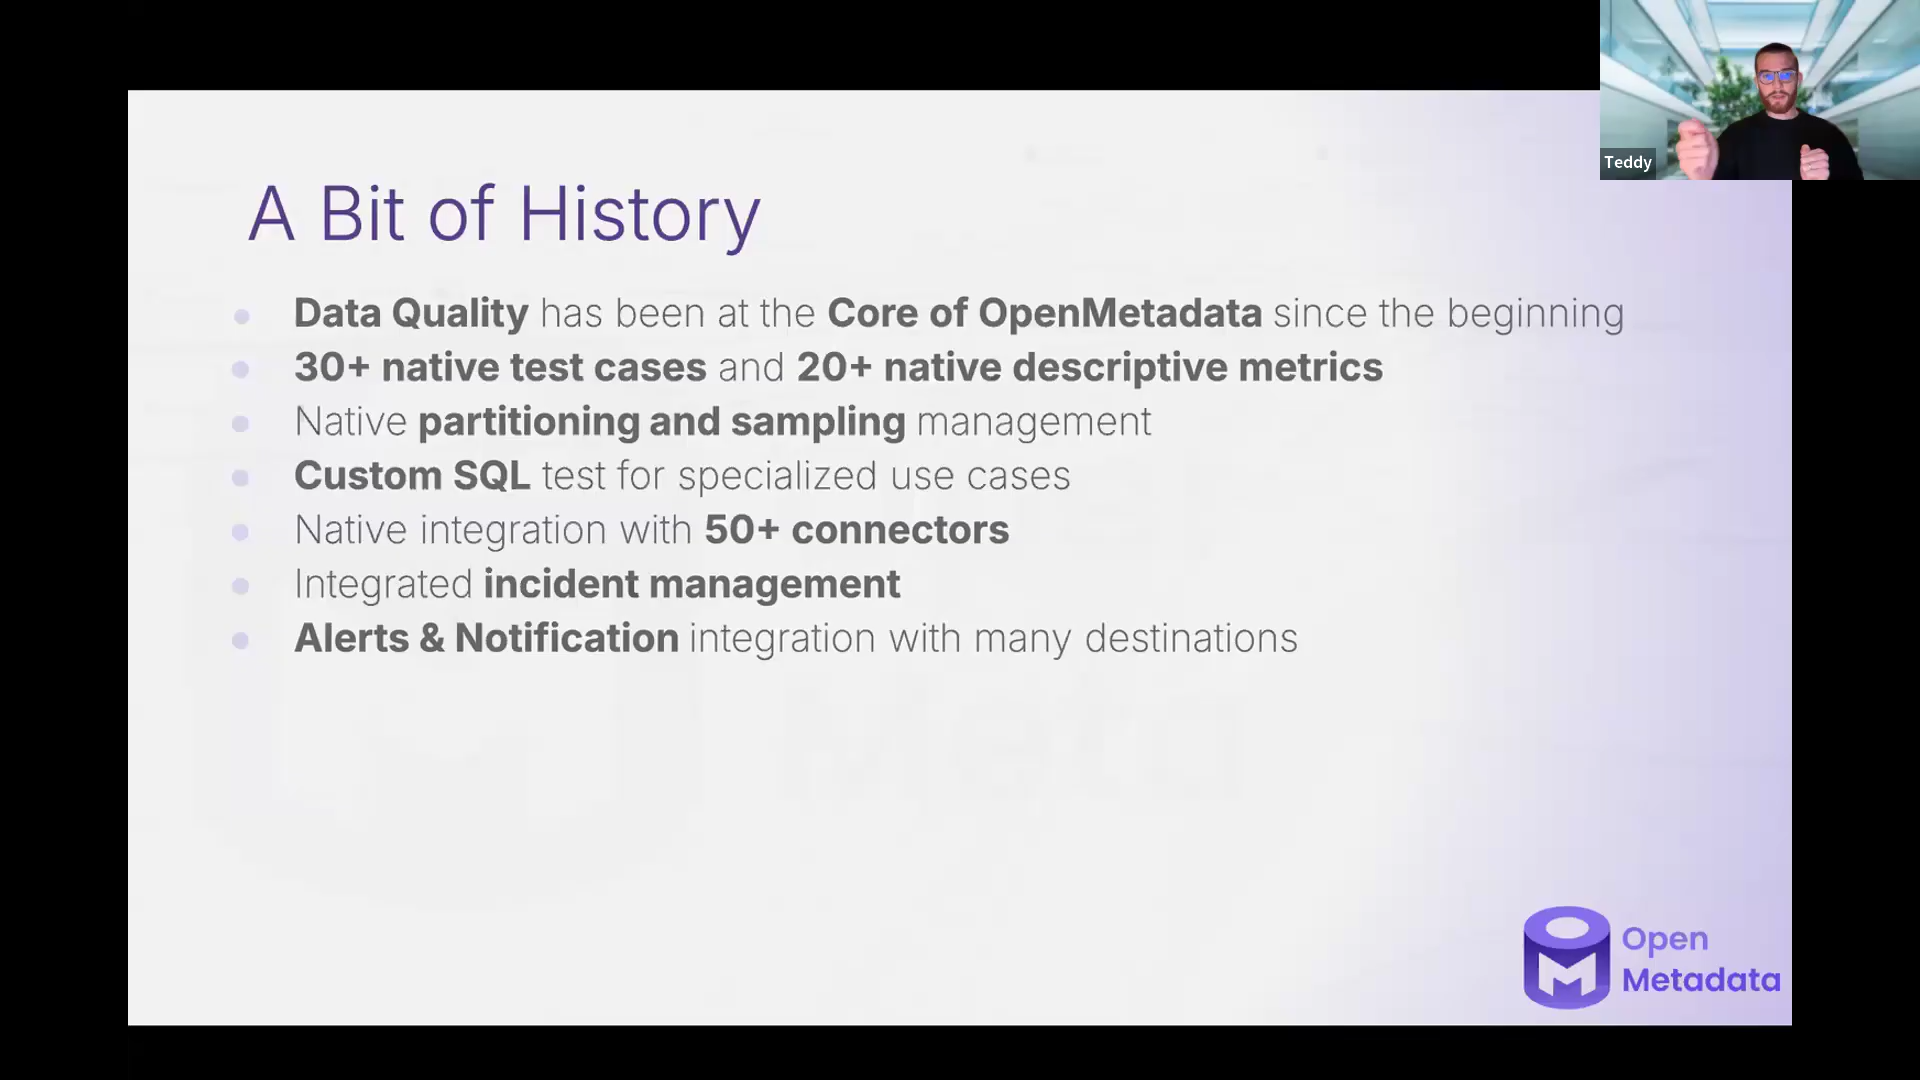 Teddy
A Bit of History
Data Quality has been at the Core of OpenMetadata since the beginning
30+ native test cases and 20+ native descriptive metrics
Native partitioning and sampling management
Custom SQL test for specialized use cases
Native integration with 50+ connectors
Integrated incident management
Alerts & Notification integration with many destinations
Open
Metadata